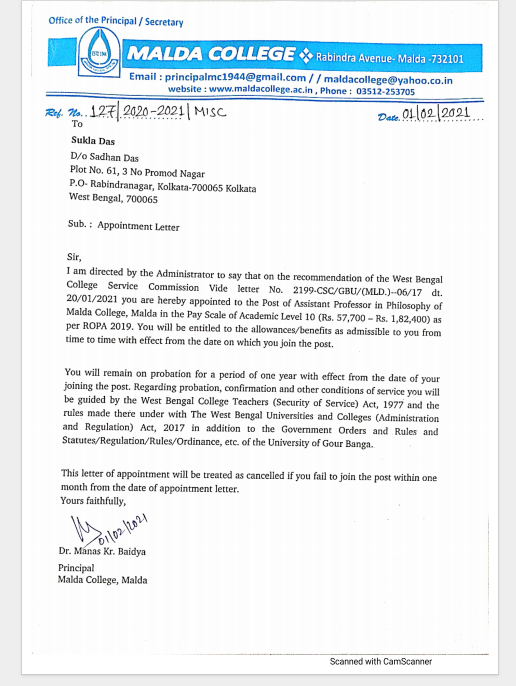 Office of the Principal / Secretary
MALDA COLLEGE ❖ Rabindra Avenue- Malda -732101
Email : principalmc1944@gmail.com / / maldacollege@yahoo.co.in
website : www.maldacollege.ac.in , Phone : 03512-253705
Ref. No. 127/2020-2021/MISC Date 01/02/2021
To
Sukla Das
D/o Sadhan Das
Plot No. 61, 3 No Promod Nagar
P.O- Rabindranagar, Kolkata-700065 Kolkata
West Bengal, 700065
Sub. : Appointment Letter
Sir,
I am directed by the Administrator to say that on the recommendation of the West Bengal
College Service Commission Vide letter No. 2199-CSC/GBU/(MLD.)--06/17 dt.
20/01/2021 you are hereby appointed to the Post of Assistant Professor in Philosophy of
Malda College, Malda in the Pay Scale of Academic Level 10 (Rs. 57,700 – Rs. 1,82,400) as
per ROPA 2019. You will be entitled to the allowances/benefits as admissible to you from
time to time with effect from the date on which you join the post.
You will remain on probation for a period of one year with effect from the date of your
joining the post. Regarding probation, confirmation and other conditions of service you will
be guided by the West Bengal College Teachers (Security of Service) Act, 1977 and the
rules made there under with The West Bengal Universities and Colleges (Administration
and Regulation) Act, 2017 in addition to the Government Orders and Rules and
Statutes/Regulation/Rules/Ordinance, etc. of the University of Gour Banga.
This letter of appointment will be treated as cancelled if you fail to join the post within one
month from the date of appointment letter.
Yours faithfully,
01/02/2021
Dr. Manas Kr. Baidya
Principal
Malda College, Malda
Scanned with CamScanner